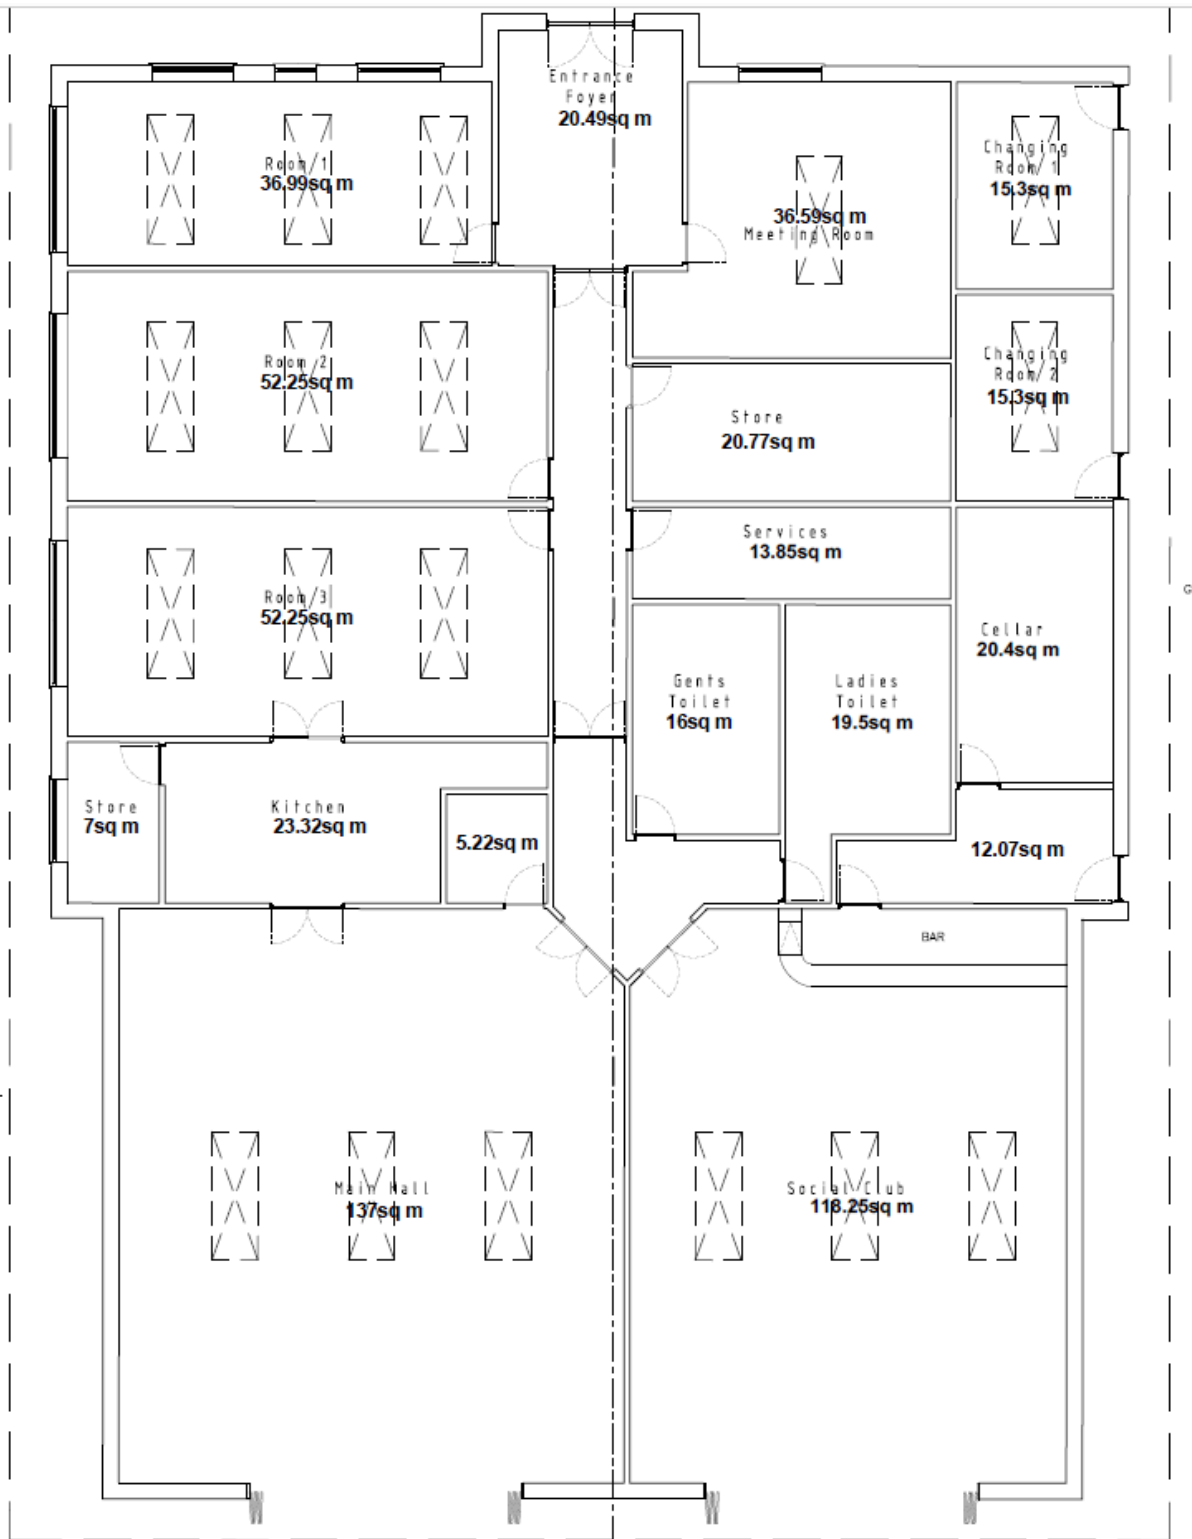 Entrance
Foyer
20.49sq m
Room 1
36.99sq m
36.59sq m
Meeting Room
Changing
Room 1
15.3sq m
Room 2
52.25sq m
Changing
Room 2
15.3sq m
Store
20.77sq m
Services
13.85sq m
Room 3
52.25sq m
G
Cellar
20.4sq m
Gents
Toilet
16sq m
Ladies
Toilet
19.5sq m
Store
7sq m
Kitchen
23.32sq m
5.22sq m
12.07sq m
BAR
Main Hall
137sq m
Social Club
118.25sq m